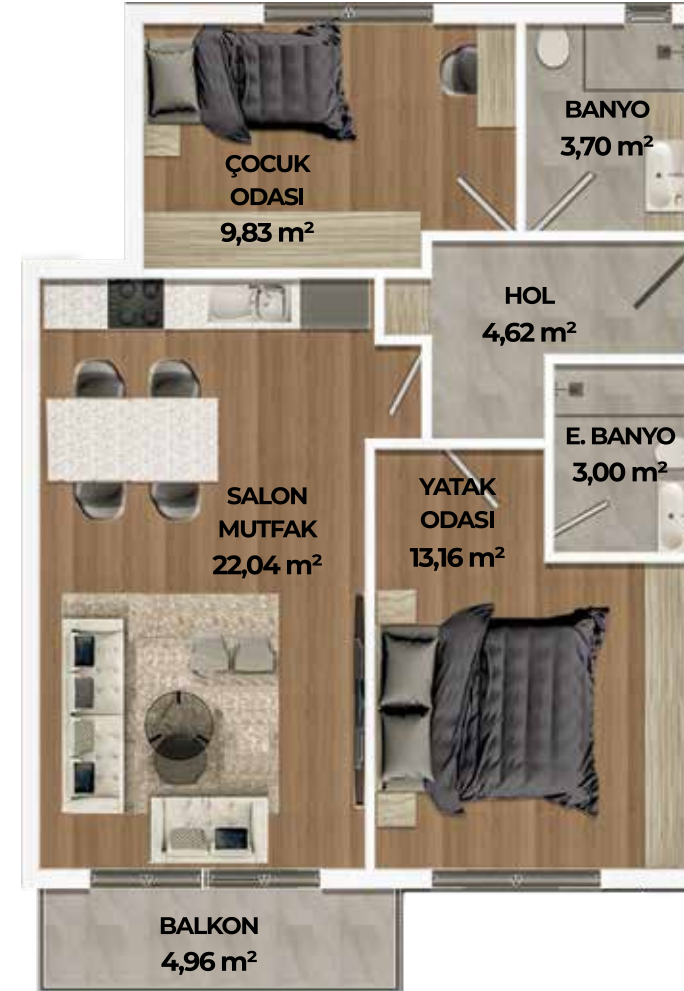 ÇOCUK
ODASI
9,83 m²
BANYO
3,70 m²
HOL
4,62 m²
E. BANYO
3,00 m²
SALON
MUTFAK
22,04 m²
YATAK
ODASI
13,16 m²
BALKON
4,96 m²